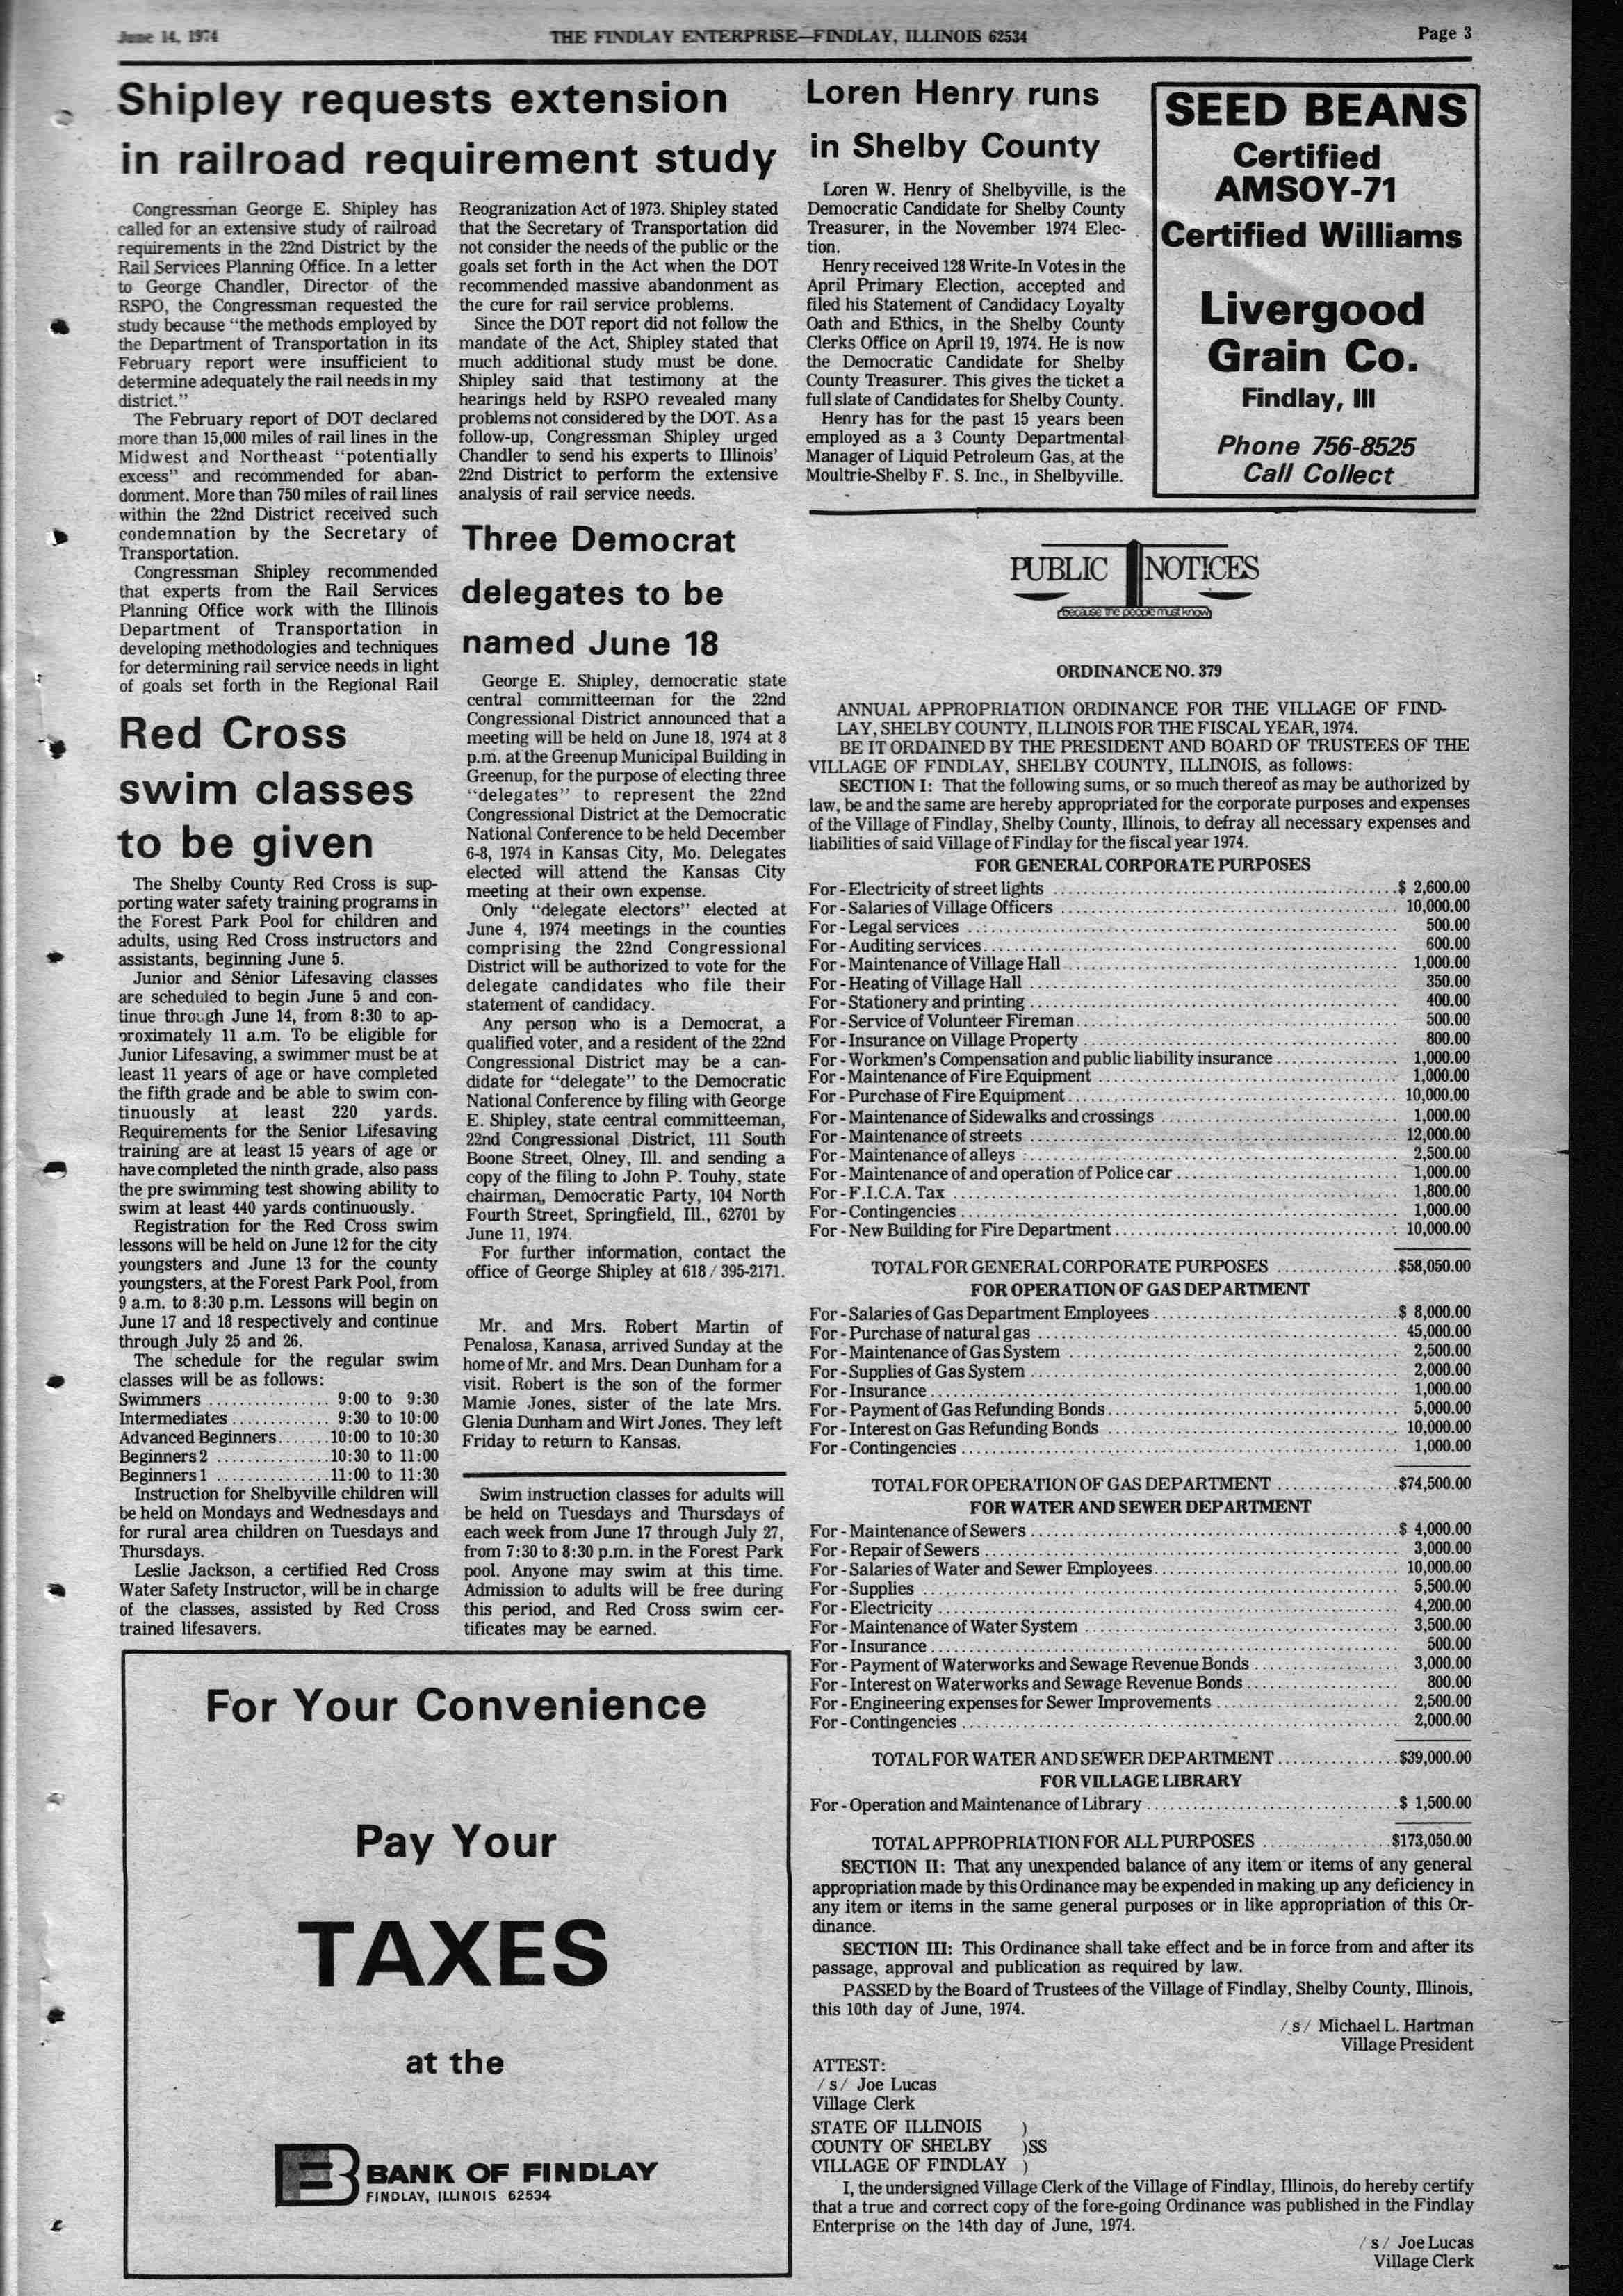 June 14, 1974
THE FINDLAY ENTERPRISE—FINDLAY, ILLINOIS 62534
Page 3
Shipley requests extension
in railroad requirement study
Congressman George E. Shipley has
called for an extensive study of railroad
requirements in the 22nd District by the
Rail Services Planning Office. In a letter
to George Chandler, Director of the
RSPO, the Congressman requested the
study because "the methods employed by
the Department of Transportation in its
February report were insufficient to
determine adequately the rail needs in my
district."
The February report of DOT declared
more than 15,000 miles of rail lines in the
Midwest and Northeast "potentially
excess" and recommended for aban-
donment. More than 750 miles of rail lines
within the 22nd District received such
condemnation by the Secretary of
Transportation.
Congressman Shipley recommended
that experts from the Rail Services
Planning Office work with the Illinois
Department of Transportation in
developing methodologies and techniques
for determining rail service needs in light
of goals set forth in the Regional Rail
Reogranization Act of 1973. Shipley stated
that the Secretary of Transportation did
not consider the needs of the public or the
goals set forth in the Act when the DOT
recommended massive abandonment as
the cure for rail service problems.
Since the DOT report did not follow the
mandate of the Act, Shipley stated that
much additional study must be done.
Shipley said that testimony at the
hearings held by RSPO revealed many
problems not considered by the DOT. As a
follow-up, Congressman Shipley urged
Chandler to send his experts to Illinois'
22nd District to perform the extensive
analysis of rail service needs.
Red Cross
swim classes
to be given
The Shelby County Red Cross is sup-
porting water safety training programs in
the Forest Park Pool for children and
adults, using Red Cross instructors and
assistants, beginning June 5.
Junior and Senior Lifesaving classes
are scheduled to begin June 5 and con-
tinue through June 14, from 8:30 to ap-
proximately 11 a.m. To be eligible for
Junior Lifesaving, a swimmer must be at
least 11 years of age or have completed
the fifth grade and be able to swim con-
tinuously at least 220 yards.
Requirements for the Senior Lifesaving
training are at least 15 years of age or
have completed the ninth grade, also pass
the pre swimming test showing ability to
swim at least 440 yards continuously.
Registration for the Red Cross swim
lessons will be held on June 12 for the city
youngsters and June 13 for the county
youngsters, at the Forest Park Pool, from
9 a.m. to 8:30 p.m. Lessons will begin on
June 17 and 18 respectively and continue
through July 25 and 26.
The schedule for the regular swim
classes will be as follows:
Swimmers ................ 9:00 to 9:30
Intermediates ............. 9:30 to 10:00
Advanced Beginners.......10:00 to 10:30
Beginners 2 ...............10:30 to 11:00
Beginners 1 ...............11:00 to 11:30
Instruction for Shelbyville children will
be held on Mondays and Wednesdays and
for rural area children on Tuesdays and
Thursdays.
Leslie Jackson, a certified Red Cross
Water Safety Instructor, will be in charge
of the classes, assisted by Red Cross
trained lifesavers.
Three Democrat
delegates to be
named June 18
George E. Shipley, democratic state
central committeeman for the 22nd
Congressional District announced that a
meeting will be held on June 18, 1974 at 8
p.m. at the Greenup Municipal Building in
Greenup, for the purpose of electing three
"delegates" to represent the 22nd
Congressional District at the Democratic
National Conference to be held December
6-8, 1974 in Kansas City, Mo. Delegates
elected will attend the Kansas City
meeting at their own expense.
Only "delegate electors" elected at
June 4, 1974 meetings in the counties
comprising the 22nd Congressional
District will be authorized to vote for the
delegate candidates who file their
statement of candidacy.
Any person who is a Democrat, a
qualified voter, and a resident of the 22nd
Congressional District may be a can-
didate for "delegate" to the Democratic
National Conference by filing with George
E. Shipley, state central committeeman,
22nd Congressional District, 111 South
Boone Street, Olney, Ill. and sending a
copy of the filing to John P. Touhy, state
chairman, Democratic Party, 104 North
Fourth Street, Springfield, Ill., 62701 by
June 11, 1974.
For further information, contact the
office of George Shipley at 618 / 395-2171.
Mr. and Mrs. Robert Martin of
Penalosa, Kanasa, arrived Sunday at the
home of Mr. and Mrs. Dean Dunham for a
visit. Robert is the son of the former
Mamie Jones, sister of the late Mrs.
Glenia Dunham and Wirt Jones. They left
Friday to return to Kansas.
Swim instruction classes for adults will
be held on Tuesdays and Thursdays of
each week from June 17 through July 27,
from 7:30 to 8:30 p.m. in the Forest Park
pool. Anyone may swim at this time.
Admission to adults will be free during
this period, and Red Cross swim cer-
tificates may be earned.
For Your Convenience
Pay Your
TAXES
at the
BANK OF FINDLAY
FINDLAY, ILLINOIS 62534
Loren Henry runs
in Shelby County
Loren W. Henry of Shelbyville, is the
Democratic Candidate for Shelby County
Treasurer, in the November 1974 Elec-
tion.
Henry received 128 Write-In Votes in the
April Primary Election, accepted and
filed his Statement of Candidacy Loyalty
Oath and Ethics, in the Shelby County
Clerks Office on April 19, 1974. He is now
the Democratic Candidate for Shelby
County Treasurer. This gives the ticket a
full slate of Candidates for Shelby County.
Henry has for the past 15 years been
employed as a 3 County Departmental
Manager of Liquid Petroleum Gas, at the
Moultrie-Shelby F. S. Inc., in Shelbyville.
SEED BEANS
Certified
AMSOY-71
Certified Williams
Livergood
Grain Co.
Findlay, Ill
Phone 756-8525
Call Collect
PUBLIC NOTICES
because the people must know
ORDINANCE NO. 379
ANNUAL APPROPRIATION ORDINANCE FOR THE VILLAGE OF FIND-
LAY, SHELBY COUNTY, ILLINOIS FOR THE FISCAL YEAR, 1974.
BE IT ORDAINED BY THE PRESIDENT AND BOARD OF TRUSTEES OF THE
VILLAGE OF FINDLAY, SHELBY COUNTY, ILLINOIS, as follows:
SECTION I: That the following sums, or so much thereof as may be authorized by
law, be and the same are hereby appropriated for the corporate purposes and expenses
of the Village of Findlay, Shelby County, Illinois, to defray all necessary expenses and
liabilities of said Village of Findlay for the fiscal year 1974.
FOR GENERAL CORPORATE PURPOSES
For - Electricity of street lights ........ $ 2,600.00
For - Salaries of Village Officers ........ 10,000.00
For - Legal services ........ 500.00
For - Auditing services ........ 600.00
For - Maintenance of Village Hall ........ 1,000.00
For - Heating of Village Hall ........ 350.00
For - Stationery and printing ........ 400.00
For - Service of Volunteer Fireman ........ 500.00
For - Insurance on Village Property ........ 800.00
For - Workmen's Compensation and public liability insurance ........ 1,000.00
For - Maintenance of Fire Equipment ........ 1,000.00
For - Purchase of Fire Equipment ........ 10,000.00
For - Maintenance of Sidewalks and crossings ........ 1,000.00
For - Maintenance of streets ........ 12,000.00
For - Maintenance of alleys ........ 2,500.00
For - Maintenance of and operation of Police car ........ 1,000.00
For - F.I.C.A. Tax ........ 1,800.00
For - Contingencies ........ 1,000.00
For - New Building for Fire Department ........ 10,000.00
TOTAL FOR GENERAL CORPORATE PURPOSES ........ $58,050.00
FOR OPERATION OF GAS DEPARTMENT
For - Salaries of Gas Department Employees ........ $ 8,000.00
For - Purchase of natural gas ........ 45,000.00
For - Maintenance of Gas System ........ 2,500.00
For - Supplies of Gas System ........ 2,000.00
For - Insurance ........ 1,000.00
For - Payment of Gas Refunding Bonds ........ 5,000.00
For - Interest on Gas Refunding Bonds ........ 10,000.00
For - Contingencies ........ 1,000.00
TOTAL FOR OPERATION OF GAS DEPARTMENT ........ $74,500.00
FOR WATER AND SEWER DEPARTMENT
For - Maintenance of Sewers ........ $ 4,000.00
For - Repair of Sewers ........ 3,000.00
For - Salaries of Water and Sewer Employees ........ 10,000.00
For - Supplies ........ 5,500.00
For - Electricity ........ 4,200.00
For - Maintenance of Water System ........ 3,500.00
For - Insurance ........ 500.00
For - Payment of Waterworks and Sewage Revenue Bonds ........ 3,000.00
For - Interest on Waterworks and Sewage Revenue Bonds ........ 800.00
For - Engineering expenses for Sewer Improvements ........ 2,500.00
For - Contingencies ........ 2,000.00
TOTAL FOR WATER AND SEWER DEPARTMENT ........ $39,000.00
FOR VILLAGE LIBRARY
For - Operation and Maintenance of Library ........ $ 1,500.00
TOTAL APPROPRIATION FOR ALL PURPOSES ........ $173,050.00
SECTION II: That any unexpended balance of any item or items of any general
appropriation made by this Ordinance may be expended in making up any deficiency in
any item or items in the same general purposes or in like appropriation of this Or-
dinance.
SECTION III: This Ordinance shall take effect and be in force from and after its
passage, approval and publication as required by law.
PASSED by the Board of Trustees of the Village of Findlay, Shelby County, Illinois,
this 10th day of June, 1974.
/s/ Michael L. Hartman
Village President
ATTEST:
/s/ Joe Lucas
Village Clerk
STATE OF ILLINOIS )
COUNTY OF SHELBY )SS
VILLAGE OF FINDLAY )
I, the undersigned Village Clerk of the Village of Findlay, Illinois, do hereby certify
that a true and correct copy of the fore-going Ordinance was published in the Findlay
Enterprise on the 14th day of June, 1974.
/s/ Joe Lucas
Village Clerk